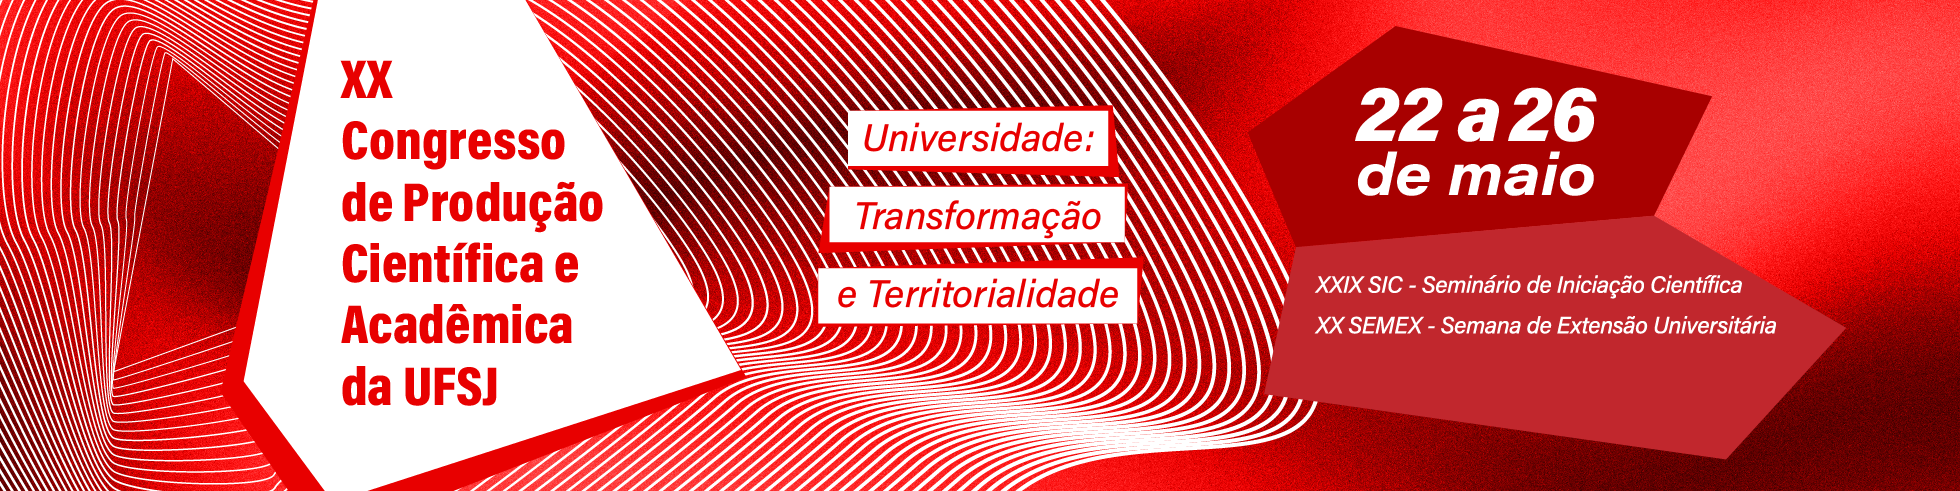 XX
Congresso
de Produção
Científica e
Acadêmica
da UFSJ
Universidade:
Transformação
e Territorialidade
22 a 26
de maio
XXIX SIC - Seminário de Iniciação Científica
XX SEMEX - Semana de Extensão Universitária